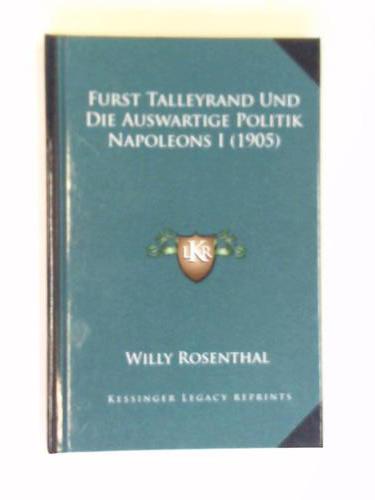 Furst Talleyrand Und
Die Auswartige Politik
Napoleons I (1905)
LKR
Willy Rosenthal
Kessinger Legacy Reprints